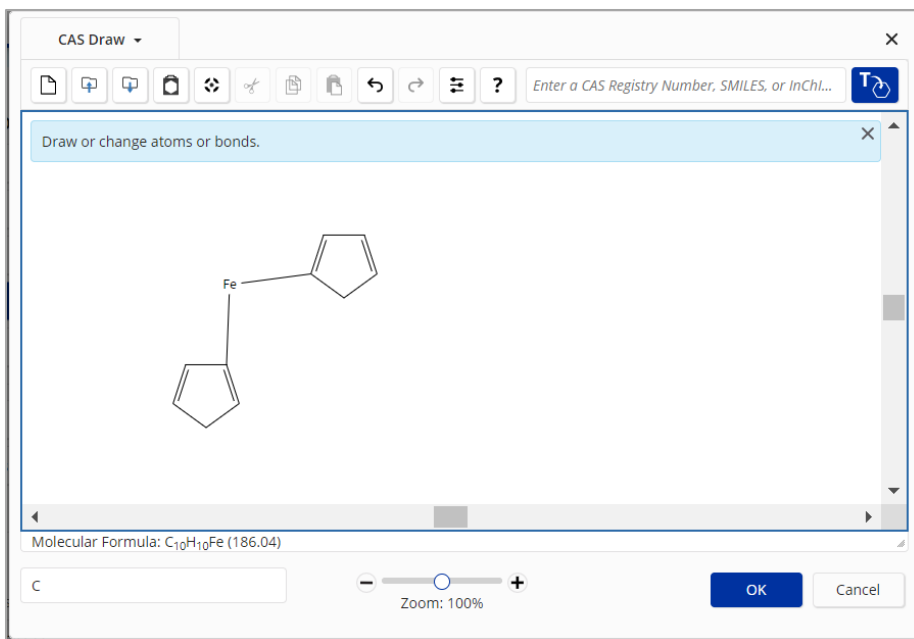 CAS Draw
?
Enter a CAS Registry Number, SMILES, or InChI...
T
Draw or change atoms or bonds.
Fe
Molecular Formula: C₁₀H₁₀Fe (186.04)
C
Zoom: 100%
OK
Cancel